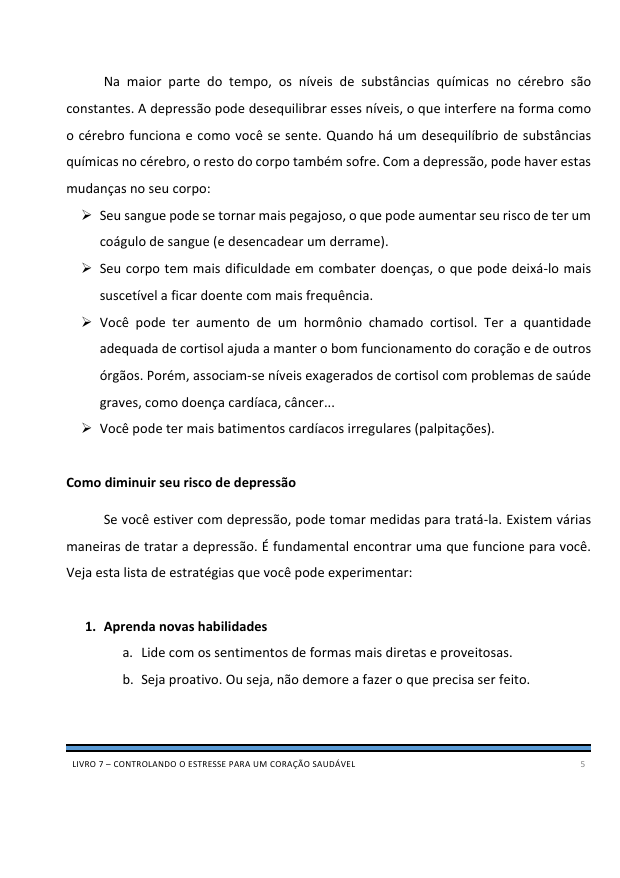 Na maior parte do tempo, os níveis de substâncias químicas no cérebro são
constantes. A depressão pode desequilibrar esses níveis, o que interfere na forma como
o cérebro funciona e como você se sente. Quando há um desequilíbrio de substâncias
químicas no cérebro, o resto do corpo também sofre. Com a depressão, pode haver estas
mudanças no seu corpo:
➢ Seu sangue pode se tornar mais pegajoso, o que pode aumentar seu risco de ter um
coágulo de sangue (e desencadear um derrame).
➢ Seu corpo tem mais dificuldade em combater doenças, o que pode deixá-lo mais
suscetível a ficar doente com mais frequência.
➢ Você pode ter aumento de um hormônio chamado cortisol. Ter a quantidade
adequada de cortisol ajuda a manter o bom funcionamento do coração e de outros
órgãos. Porém, associam-se níveis exagerados de cortisol com problemas de saúde
graves, como doença cardíaca, câncer...
➢ Você pode ter mais batimentos cardíacos irregulares (palpitações).
Como diminuir seu risco de depressão
Se você estiver com depressão, pode tomar medidas para tratá-la. Existem várias
maneiras de tratar a depressão. É fundamental encontrar uma que funcione para você.
Veja esta lista de estratégias que você pode experimentar:
1. Aprenda novas habilidades
a. Lide com os sentimentos de formas mais diretas e proveitosas.
b. Seja proativo. Ou seja, não demore a fazer o que precisa ser feito.
LIVRO 7 – CONTROLANDO O ESTRESSE PARA UM CORAÇÃO SAUDÁVEL 5